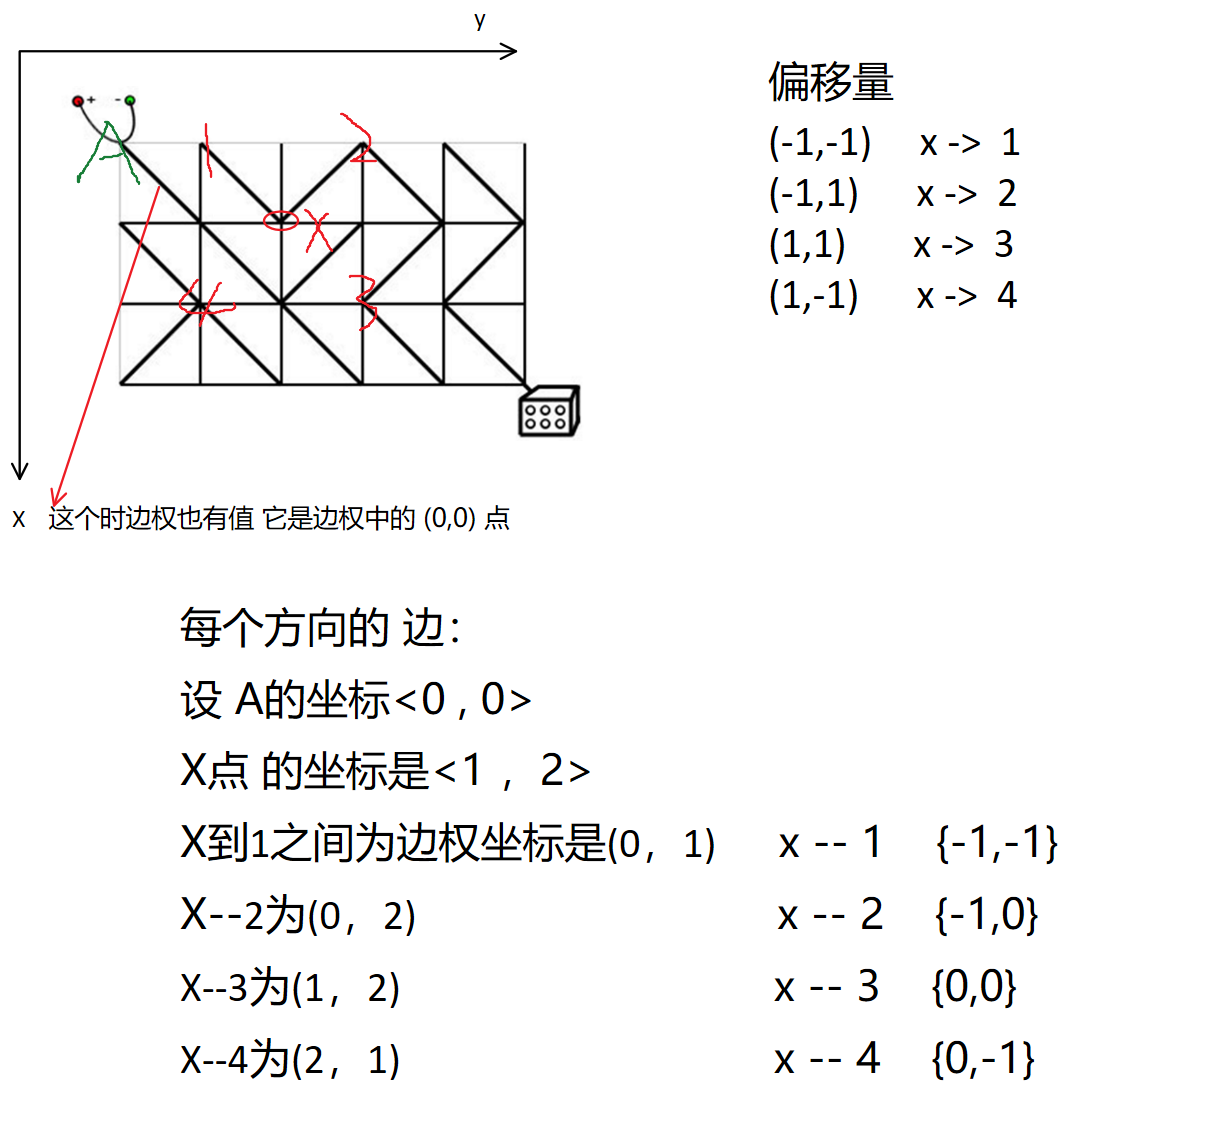 y
偏移量
+ -
(-1,-1) x -> 1
A 1 2
(-1,1) x -> 2
X
(1,1) x -> 3
4 3
(1,-1) x -> 4
x 这个时边权也有值 它是边权中的 (0,0) 点
每个方向的 边:
设 A的坐标<0 , 0>
X点 的坐标是<1 ，2>
X到1之间为边权坐标是(0，1) x -- 1 {-1,-1}
X--2为(0，2) x -- 2 {-1,0}
X--3为(1，2) x -- 3 {0,0}
X--4为(2，1) x -- 4 {0,-1}